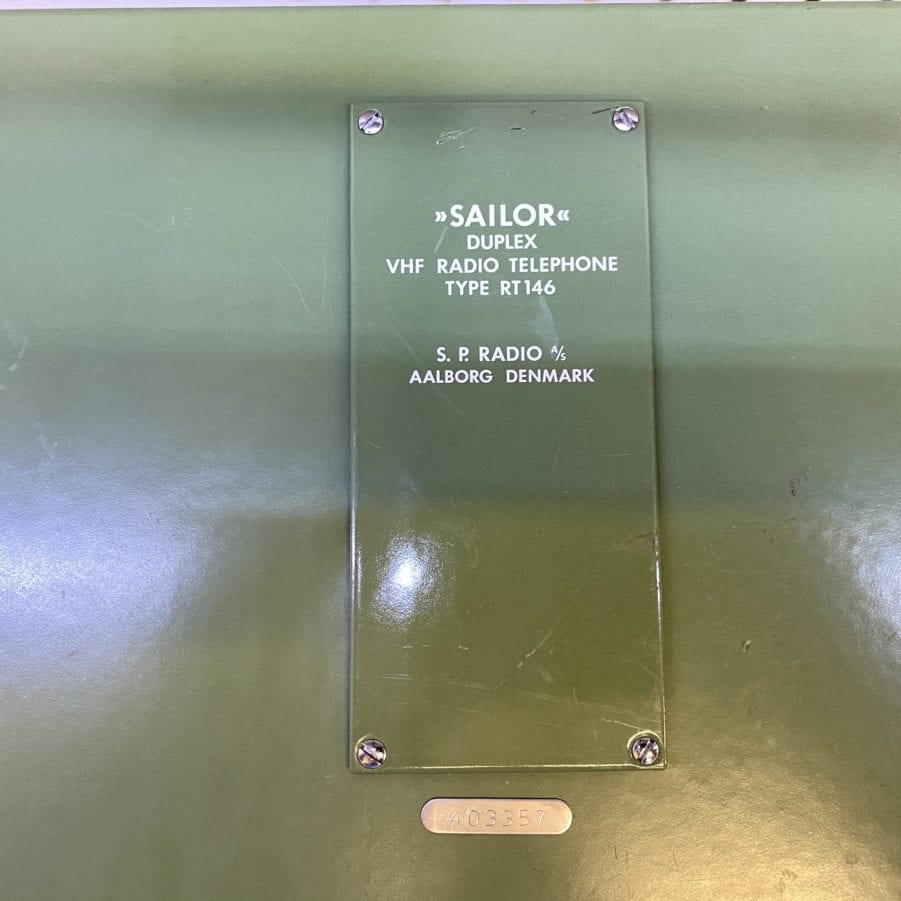 »SAILOR«
DUPLEX
VHF RADIO TELEPHONE
TYPE RT146
S. P. RADIO A/S
AALBORG DENMARK
403357